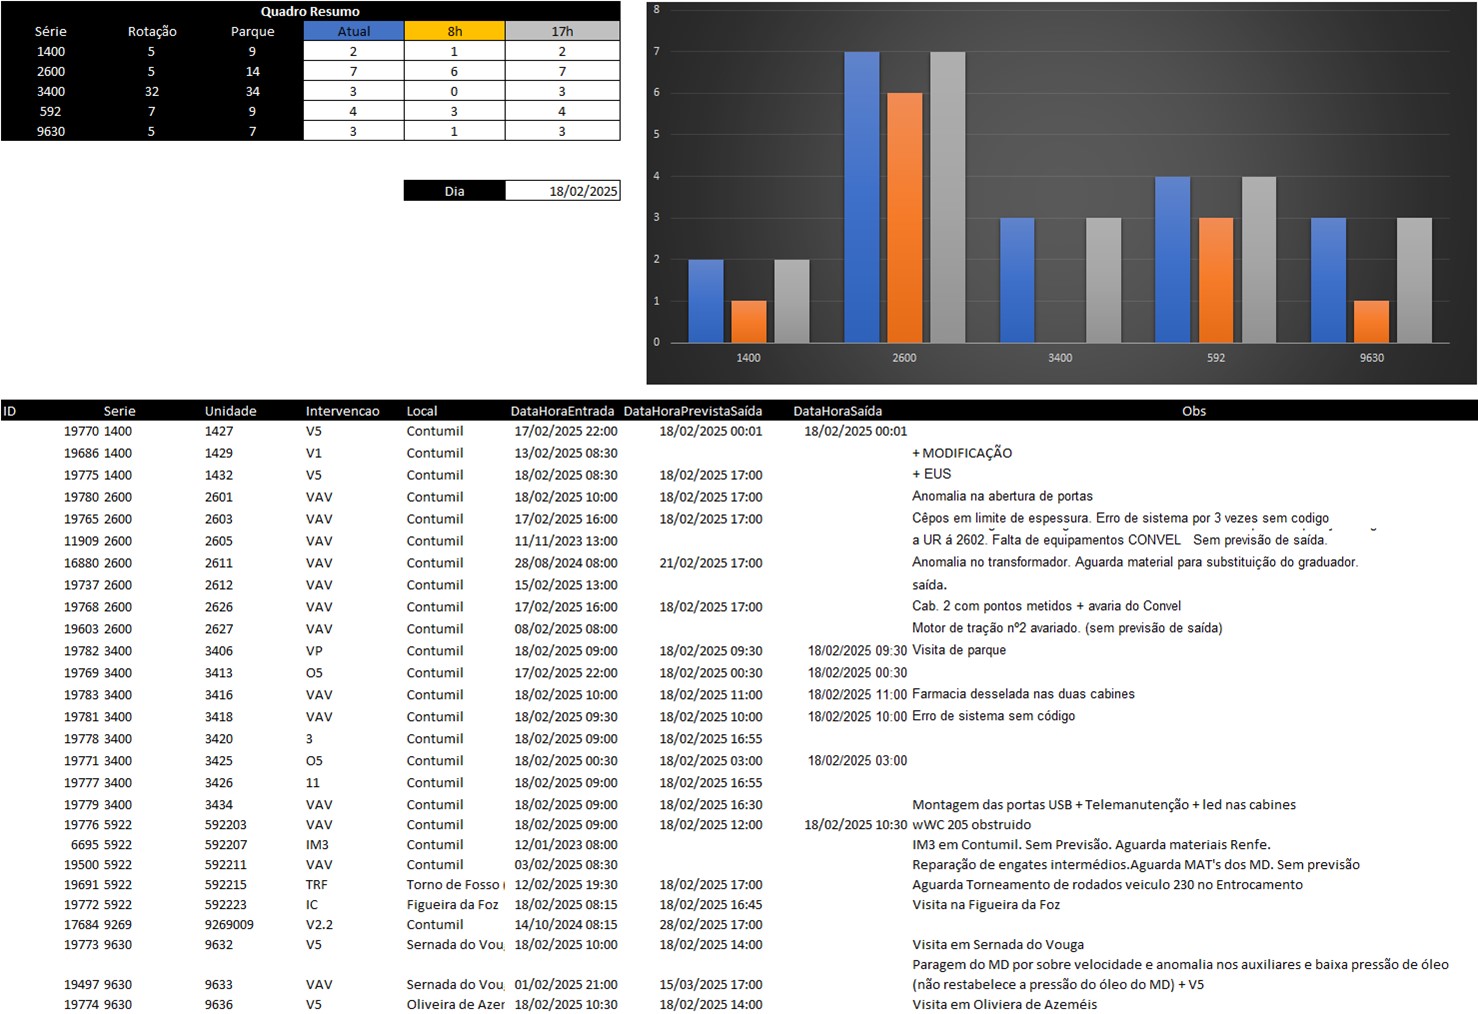 Quadro Resumo
Série Rotação Parque Atual 8h 17h
1400 5 9 2 1 2
2600 5 14 7 6 7
3400 32 34 3 0 3
592 7 9 4 3 4
9630 5 7 3 1 3
Dia 18/02/2025
8
7
6
5
4
3
2
1
0
1400 2600 3400 592 9630
ID Serie Unidade Intervencao Local DataHoraEntrada DataHoraPrevistaSaída DataHoraSaída Obs
19770 1400 1427 V5 Contumil 17/02/2025 22:00 18/02/2025 00:01 18/02/2025 00:01
19686 1400 1429 V1 Contumil 13/02/2025 08:30 + MODIFICAÇÃO
19775 1400 1432 V5 Contumil 18/02/2025 08:30 18/02/2025 17:00 + EUS
19780 2600 2601 VAV Contumil 18/02/2025 10:00 18/02/2025 17:00 Anomalia na abertura de portas
19765 2600 2603 VAV Contumil 17/02/2025 16:00 18/02/2025 17:00 Cêpos em limite de espessura. Erro de sistema por 3 vezes sem codigo
11909 2600 2605 VAV Contumil 11/11/2023 13:00 a UR á 2602. Falta de equipamentos CONVEL Sem previsão de saída.
16880 2600 2611 VAV Contumil 28/08/2024 08:00 21/02/2025 17:00 Anomalia no transformador. Aguarda material para substituição do graduador.
19737 2600 2612 VAV Contumil 15/02/2025 13:00 saída.
19768 2600 2626 VAV Contumil 17/02/2025 16:00 18/02/2025 17:00 Cab. 2 com pontos metidos + avaria do Convel
19603 2600 2627 VAV Contumil 08/02/2025 08:00 Motor de tração nº2 avariado. (sem previsão de saída)
19782 3400 3406 VP Contumil 18/02/2025 09:00 18/02/2025 09:30 18/02/2025 09:30 Visita de parque
19769 3400 3413 O5 Contumil 17/02/2025 22:00 18/02/2025 00:30 18/02/2025 00:30
19783 3400 3416 VAV Contumil 18/02/2025 10:00 18/02/2025 11:00 18/02/2025 11:00 Farmacia desselada nas duas cabines
19781 3400 3418 VAV Contumil 18/02/2025 09:30 18/02/2025 10:00 18/02/2025 10:00 Erro de sistema sem código
19778 3400 3420 3 Contumil 18/02/2025 09:00 18/02/2025 16:55
19771 3400 3425 O5 Contumil 18/02/2025 00:30 18/02/2025 03:00 18/02/2025 03:00
19777 3400 3426 11 Contumil 18/02/2025 09:00 18/02/2025 16:55
19779 3400 3434 VAV Contumil 18/02/2025 09:00 18/02/2025 16:30 Montagem das portas USB + Telemanutenção + led nas cabines
19776 5922 592203 VAV Contumil 18/02/2025 09:00 18/02/2025 12:00 18/02/2025 10:30 wWC 205 obstruido
6695 5922 592207 IM3 Contumil 12/01/2023 08:00 IM3 em Contumil. Sem Previsão. Aguarda materiais Renfe.
19500 5922 592211 VAV Contumil 03/02/2025 08:30 Reparação de engates intermédios.Aguarda MAT's dos MD. Sem previsão
19691 5922 592215 TRF Torno de Fosso ( 12/02/2025 19:30 18/02/2025 17:00 Aguarda Torneamento de rodados veiculo 230 no Entrocamento
19772 5922 592223 IC Figueira da Foz 18/02/2025 08:15 18/02/2025 16:45 Visita na Figueira da Foz
17684 9269 9269009 V2.2 Contumil 14/10/2024 08:15 28/02/2025 17:00
19773 9630 9632 V5 Sernada do Vou 18/02/2025 10:00 18/02/2025 14:00 Visita em Sernada do Vouga
Paragem do MD por sobre velocidade e anomalia nos auxiliares e baixa pressão de óleo
19497 9630 9633 VAV Sernada do Vou 01/02/2025 21:00 15/03/2025 17:00 (não restabelece a pressão do óleo do MD) + V5
19774 9630 9636 V5 Oliveira de Azer 18/02/2025 10:30 18/02/2025 14:00 Visita em Oliviera de Azeméis